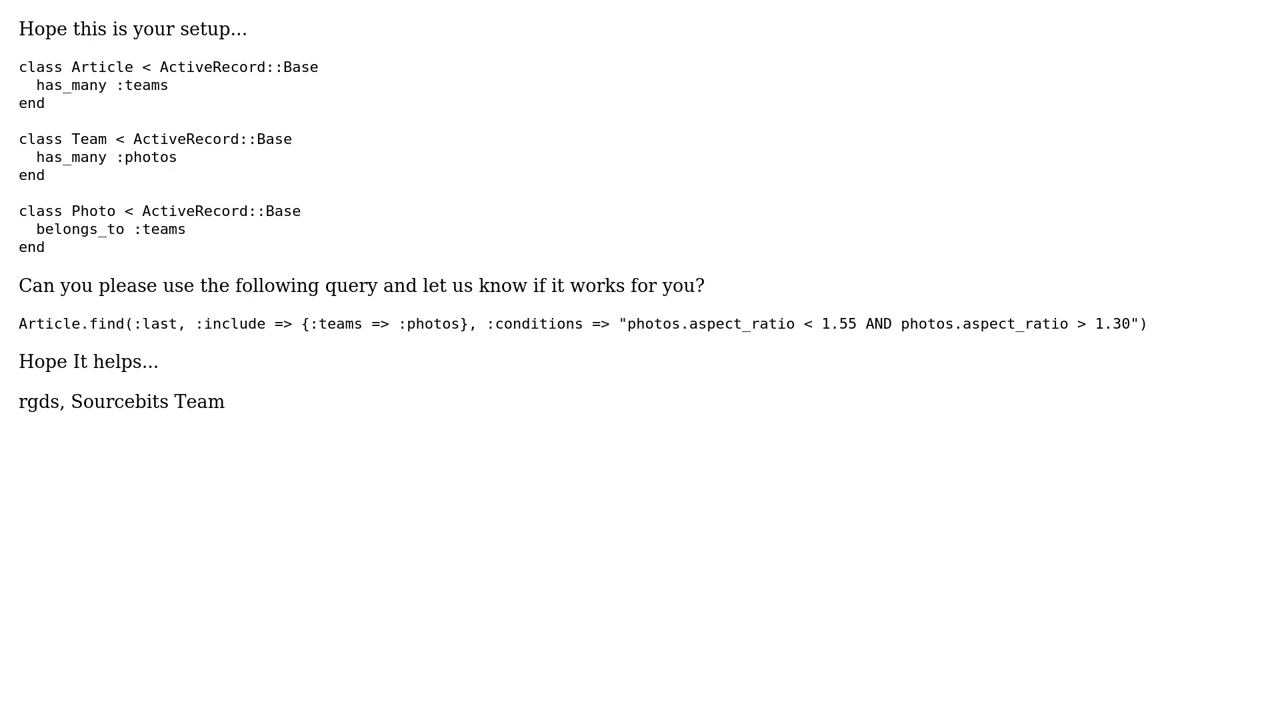 Hope this is your setup...
class Article < ActiveRecord::Base
  has_many :teams
end
class Team < ActiveRecord::Base
  has_many :photos
end
class Photo < ActiveRecord::Base
  belongs_to :teams
end
Can you please use the following query and let us know if it works for you?
Article.find(:last, :include => {:teams => :photos}, :conditions => "photos.aspect_ratio < 1.55 AND photos.aspect_ratio > 1.30")
Hope It helps...
rgds, Sourcebits Team